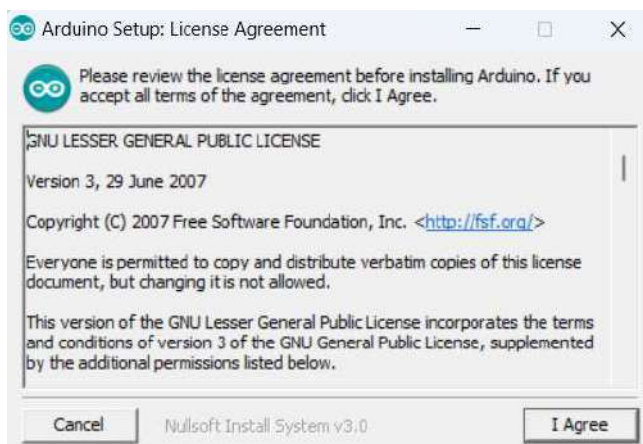 Arduino Setup: License Agreement
Please review the license agreement before installing Arduino. If you
accept all terms of the agreement, click I Agree.
GNU LESSER GENERAL PUBLIC LICENSE
Version 3, 29 June 2007
Copyright (C) 2007 Free Software Foundation, Inc. <http://fsf.org/>
Everyone is permitted to copy and distribute verbatim copies of this license
document, but changing it is not allowed.
This version of the GNU Lesser General Public License incorporates the terms
and conditions of version 3 of the GNU General Public License, supplemented
by the additional permissions listed below.
Cancel
Nullsoft Install System v3.0
I Agree